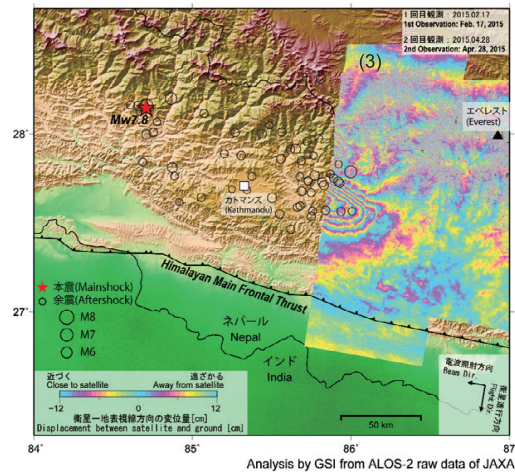 1回目観測：2015.02.17
1st Observation: Feb. 17, 2015
2回目観測：2015.04.28
2nd Observation: Apr. 28, 2015
(3)
28°
28°
Mw7.8
エベレスト
(Everest)
カトマンズ
(Kathmandu)
Himalayan Main Frontal Thrust
本震(Mainshock)
余震(Aftershock)
M8
M7
M6
27°
27°
ネパール
Nepal
インド
India
近づく
Close to satellite
遠ざかる
Away from satellite
-12
0
12
衛星－地表視線方向の変位量[cm]
Displacement between satellite and ground [cm]
電波照射方向
Beam Dir.
衛星進行方向
Flight Dir.
50 km
84°
85°
86°
87°
Analysis by GSI from ALOS-2 raw data of JAXA